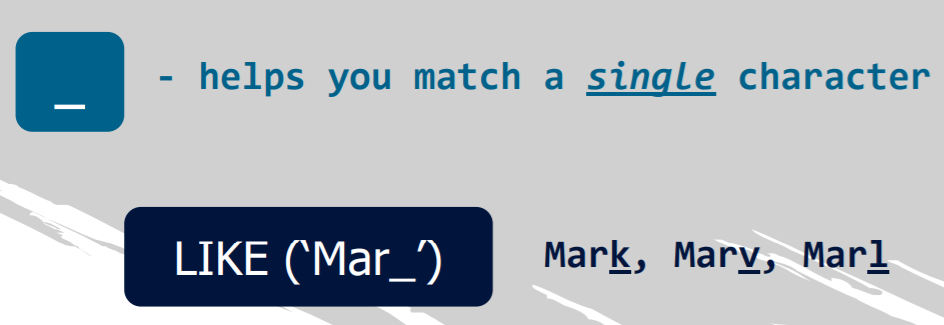 _ - helps you match a single character
LIKE (‘Mar_’) Mark, Marv, Marl